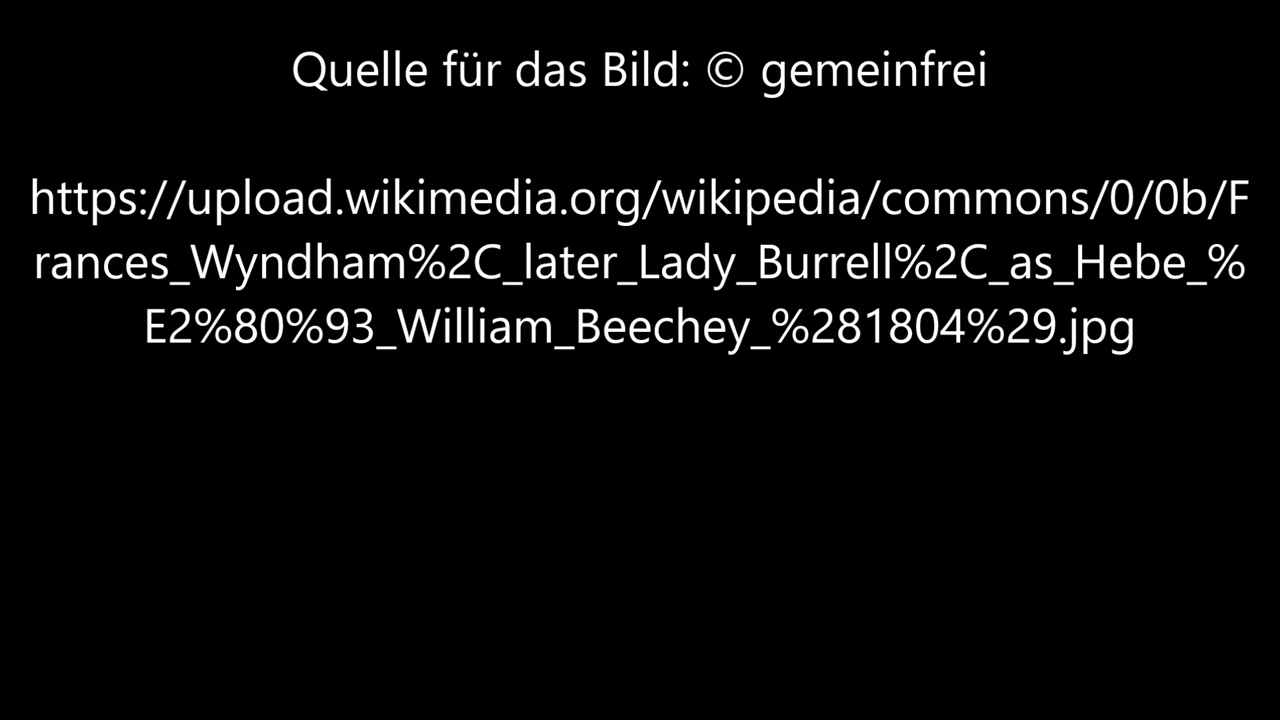 Quelle für das Bild: © gemeinfrei
https://upload.wikimedia.org/wikipedia/commons/0/0b/F
rances_Wyndham%2C_later_Lady_Burrell%2C_as_Hebe_%
E2%80%93_William_Beechey_%281804%29.jpg